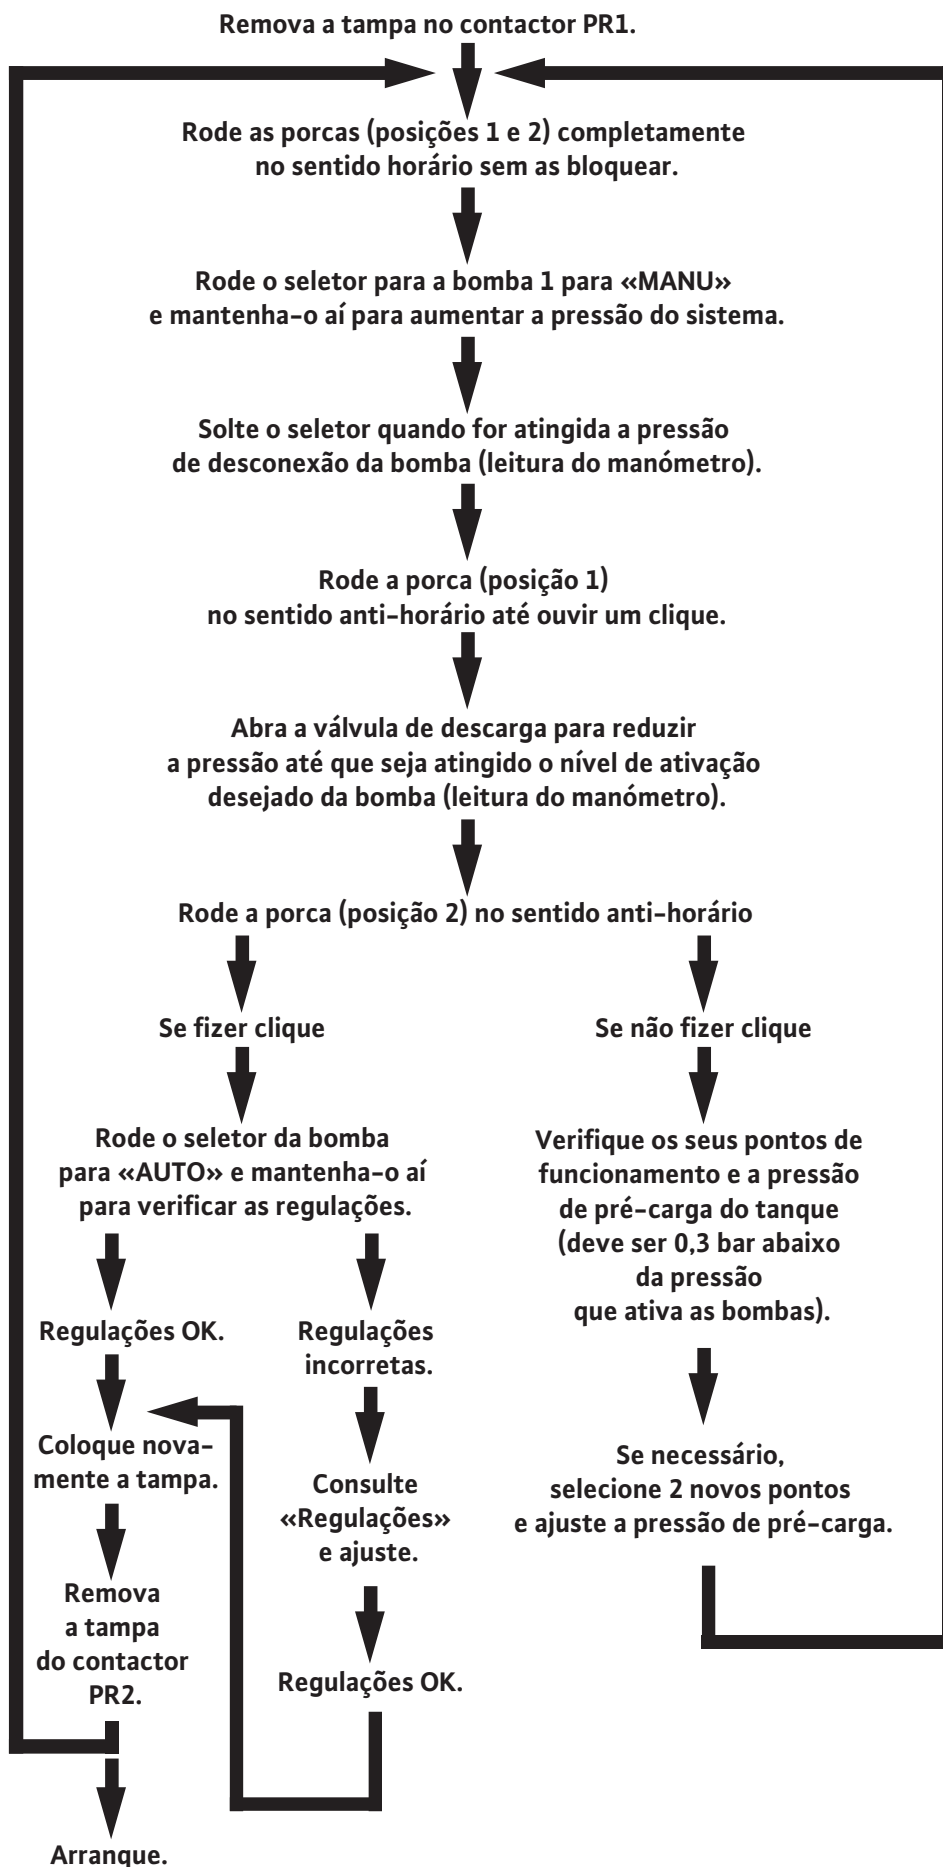 Remova a tampa no contactor PR1.
Rode as porcas (posições 1 e 2) completamente
no sentido horário sem as bloquear.
Rode o seletor para a bomba 1 para «MANU»
e mantenha-o aí para aumentar a pressão do sistema.
Solte o seletor quando for atingida a pressão
de desconexão da bomba (leitura do manómetro).
Rode a porca (posição 1)
no sentido anti-horário até ouvir um clique.
Abra a válvula de descarga para reduzir
a pressão até que seja atingido o nível de ativação
desejado da bomba (leitura do manómetro).
Rode a porca (posição 2) no sentido anti-horário
Se fizer clique
Rode o seletor da bomba
para «AUTO» e mantenha-o aí
para verificar as regulações.
Regulações OK.
Coloque nova-
mente a tampa.
Remova
a tampa
do contactor
PR2.
Arranque.
Regulações
incorretas.
Consulte
«Regulações»
e ajuste.
Regulações OK.
Se não fizer clique
Verifique os seus pontos de
funcionamento e a pressão
de pré-carga do tanque
(deve ser 0,3 bar abaixo
da pressão
que ativa as bombas).
Se necessário,
selecione 2 novos pontos
e ajuste a pressão de pré-carga.